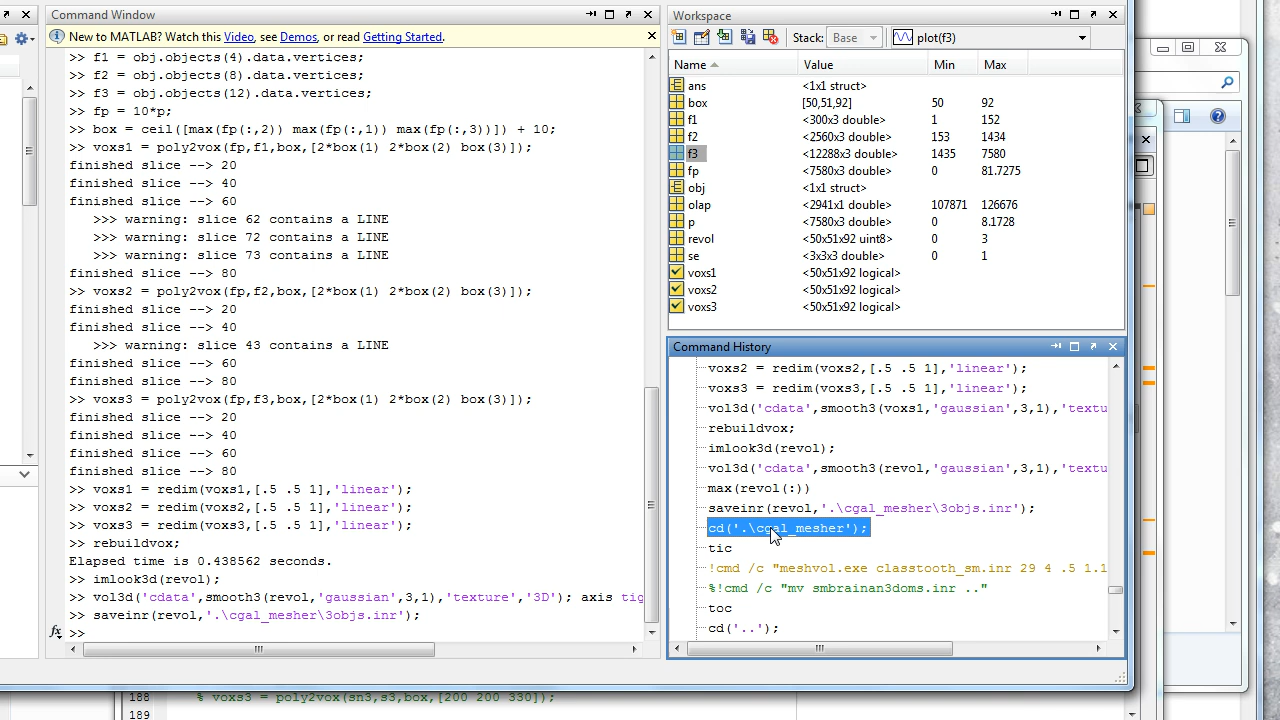 Command Window
New to MATLAB? Watch this Video, see Demos, or read Getting Started.
>> f1 = obj.objects(4).data.vertices;
>> f2 = obj.objects(8).data.vertices;
>> f3 = obj.objects(12).data.vertices;
>> fp = 10*p;
>> box = ceil([max(fp(:,2)) max(fp(:,1)) max(fp(:,3))]) + 10;
>> voxs1 = poly2vox(fp,f1,box,[2*box(1) 2*box(2) box(3)]);
finished slice --> 20
finished slice --> 40
finished slice --> 60
>>> warning: slice 62 contains a LINE
>>> warning: slice 72 contains a LINE
>>> warning: slice 73 contains a LINE
finished slice --> 80
>> voxs2 = poly2vox(fp,f2,box,[2*box(1) 2*box(2) box(3)]);
finished slice --> 20
finished slice --> 40
>>> warning: slice 43 contains a LINE
finished slice --> 60
finished slice --> 80
>> voxs3 = poly2vox(fp,f3,box,[2*box(1) 2*box(2) box(3)]);
finished slice --> 20
finished slice --> 40
finished slice --> 60
finished slice --> 80
>> voxs1 = redim(voxs1,[.5 .5 1],'linear');
>> voxs2 = redim(voxs2,[.5 .5 1],'linear');
>> voxs3 = redim(voxs3,[.5 .5 1],'linear');
>> rebuildvox;
Elapsed time is 0.438562 seconds.
>> imlook3d(revol);
>> vol3d('cdata',smooth3(revol,'gaussian',3,1),'texture','3D'); axis tig
>> saveinr(revol,'.\cgal_mesher\3objs.inr');
fx >>
Workspace
Stack: Base plot(f3)
Name Value Min Max
ans <1x1 struct>
box [50,51,92] 50 92
f1 <300x3 double> 1 152
f2 <2560x3 double> 153 1434
f3 <12288x3 double> 1435 7580
fp <7580x3 double> 0 81.7275
obj <1x1 struct>
olap <2941x1 double> 107871 126676
p <7580x3 double> 0 8.1728
revol <50x51x92 uint8> 0 3
se <3x3x3 double> 0 1
voxs1 <50x51x92 logical>
voxs2 <50x51x92 logical>
voxs3 <50x51x92 logical>
Command History
voxs2 = redim(voxs2,[.5 .5 1],'linear');
voxs3 = redim(voxs3,[.5 .5 1],'linear');
vol3d('cdata',smooth3(voxs1,'gaussian',3,1),'textu
rebuildvox;
imlook3d(revol);
vol3d('cdata',smooth3(revol,'gaussian',3,1),'textu
max(revol(:))
saveinr(revol,'.\cgal_mesher\3objs.inr');
cd('.\cgal_mesher');
tic
!cmd /c "meshvol.exe classtooth_sm.inr 29 4 .5 1.1
%!cmd /c "mv smbrainan3doms.inr .."
toc
cd('..');
188 % voxs3 = poly2vox(sn3,s3,box,[200 200 330]);
189